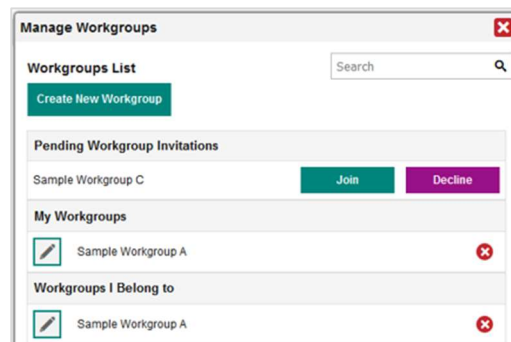 Manage Workgroups
Workgroups List
Search
Create New Workgroup
Pending Workgroup Invitations
Sample Workgroup C Join Decline
My Workgroups
Sample Workgroup A
Workgroups I Belong to
Sample Workgroup A